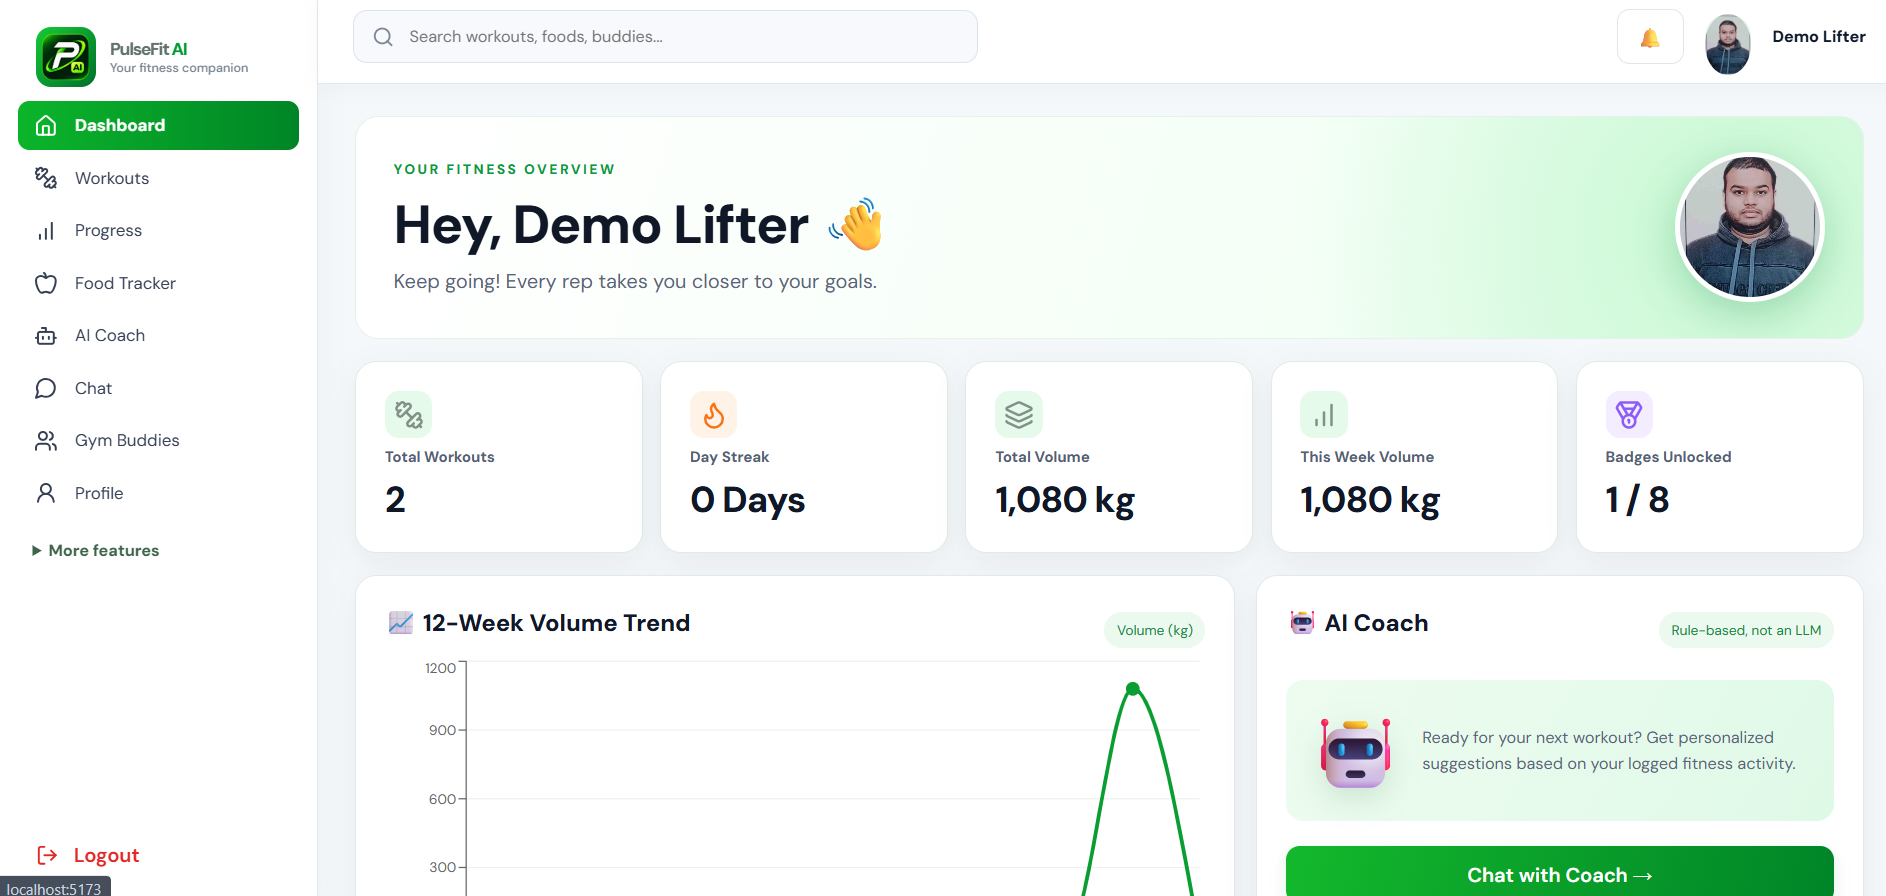 PulseFit AI
Your fitness companion
Search workouts, foods, buddies...
Demo Lifter
Dashboard
Workouts
Progress
Food Tracker
AI Coach
Chat
Gym Buddies
Profile
More features
Logout
localhost:5173
YOUR FITNESS OVERVIEW
Hey, Demo Lifter
Keep going! Every rep takes you closer to your goals.
Total Workouts
2
Day Streak
0 Days
Total Volume
1,080 kg
This Week Volume
1,080 kg
Badges Unlocked
1 / 8
12-Week Volume Trend
Volume (kg)
1200
900
600
300
AI Coach
Rule-based, not an LLM
Ready for your next workout? Get personalized
suggestions based on your logged fitness activity.
Chat with Coach →